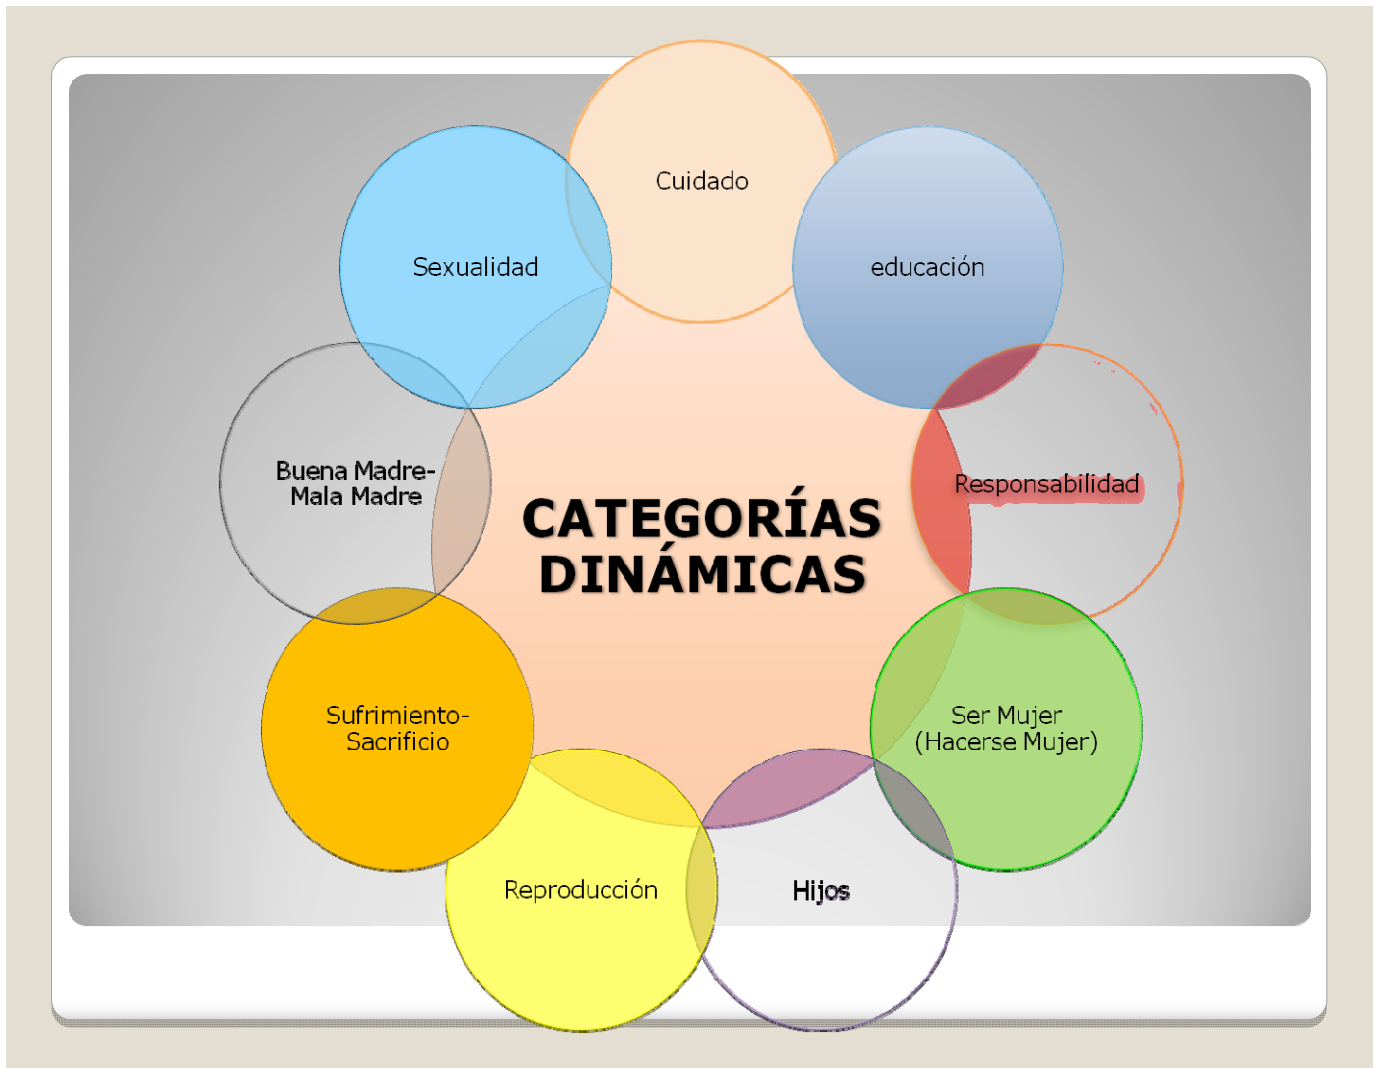 Cuidado
educación
Responsabilidad
Ser Mujer
(Hacerse Mujer)
Hijos
Reproducción
Sufrimiento-
Sacrificio
Buena Madre-
Mala Madre
Sexualidad
CATEGORÍAS
DINÁMICAS